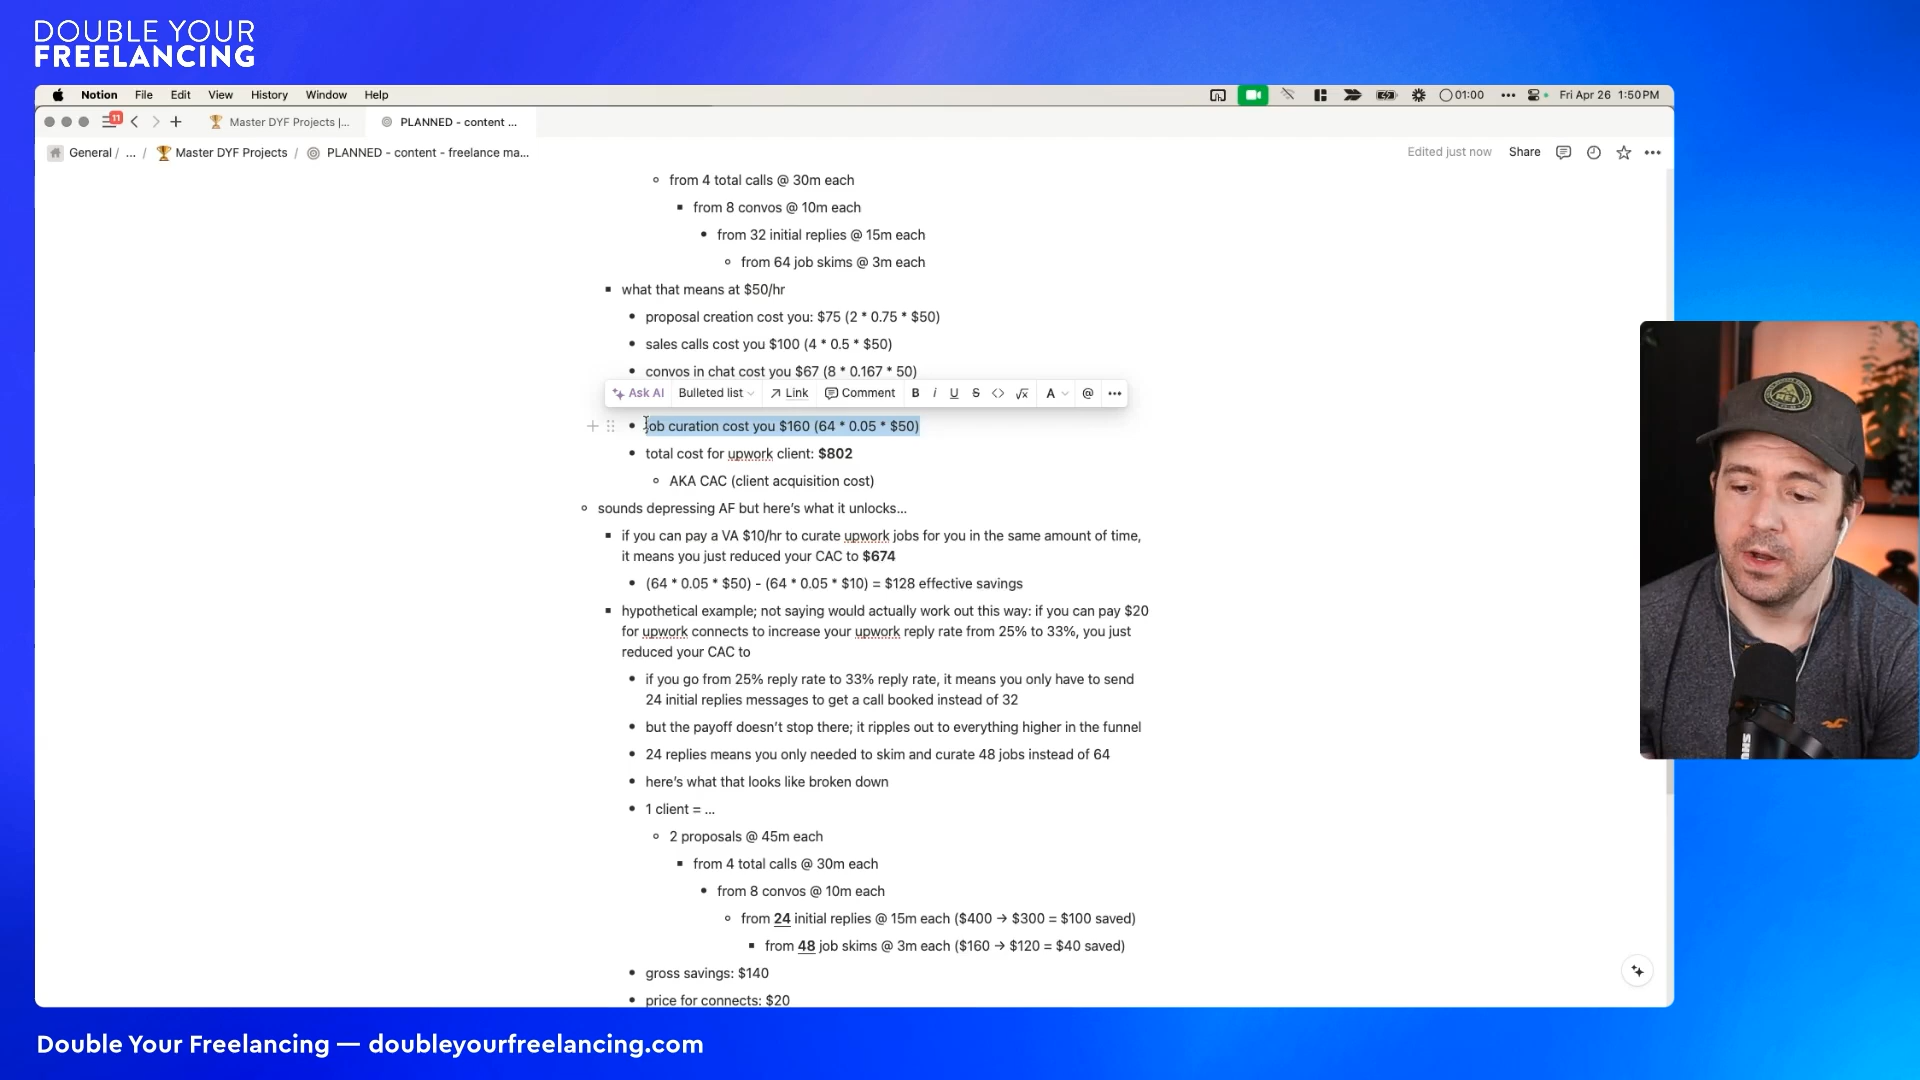 DOUBLE YOUR
FREELANCING
Notion File Edit View History Window Help
01:00 ••• Fri Apr 26 1:50 PM
11
Master DYF Projects |...
PLANNED - content ...
General / ... / Master DYF Projects / PLANNED - content - freelance ma...
Edited just now Share
from 4 total calls @ 30m each
from 8 convos @ 10m each
from 32 initial replies @ 15m each
from 64 job skims @ 3m each
what that means at $50/hr
proposal creation cost you: $75 (2 * 0.75 * $50)
sales calls cost you $100 (4 * 0.5 * $50)
convos in chat cost you $67 (8 * 0.167 * 50)
Ask AI Bulleted list Link Comment B i U S <> √x A @ •••
job curation cost you $160 (64 * 0.05 * $50)
total cost for upwork client: $802
AKA CAC (client acquisition cost)
sounds depressing AF but here's what it unlocks...
if you can pay a VA $10/hr to curate upwork jobs for you in the same amount of time,
it means you just reduced your CAC to $674
(64 * 0.05 * $50) - (64 * 0.05 * $10) = $128 effective savings
hypothetical example; not saying would actually work out this way: if you can pay $20
for upwork connects to increase your upwork reply rate from 25% to 33%, you just
reduced your CAC to
if you go from 25% reply rate to 33% reply rate, it means you only have to send
24 initial replies messages to get a call booked instead of 32
but the payoff doesn't stop there; it ripples out to everything higher in the funnel
24 replies means you only needed to skim and curate 48 jobs instead of 64
here's what that looks like broken down
1 client = ...
2 proposals @ 45m each
from 4 total calls @ 30m each
from 8 convos @ 10m each
from 24 initial replies @ 15m each ($400 → $300 = $100 saved)
from 48 job skims @ 3m each ($160 → $120 = $40 saved)
gross savings: $140
price for connects: $20
REI
Double Your Freelancing — doubleyourfreelancing.com